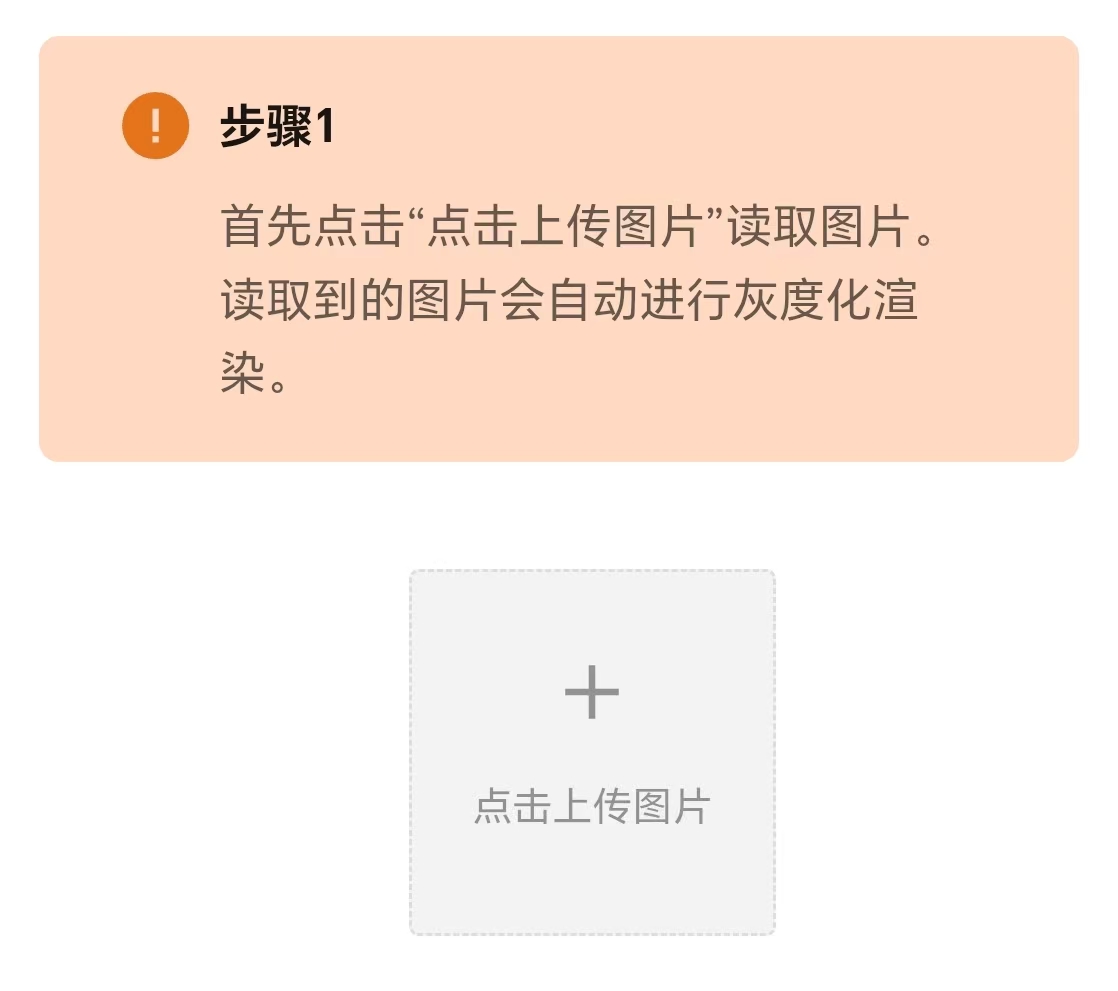 步骤1
首先点击“点击上传图片”读取图片。
读取到的图片会自动进行灰度化渲
染。
点击上传图片